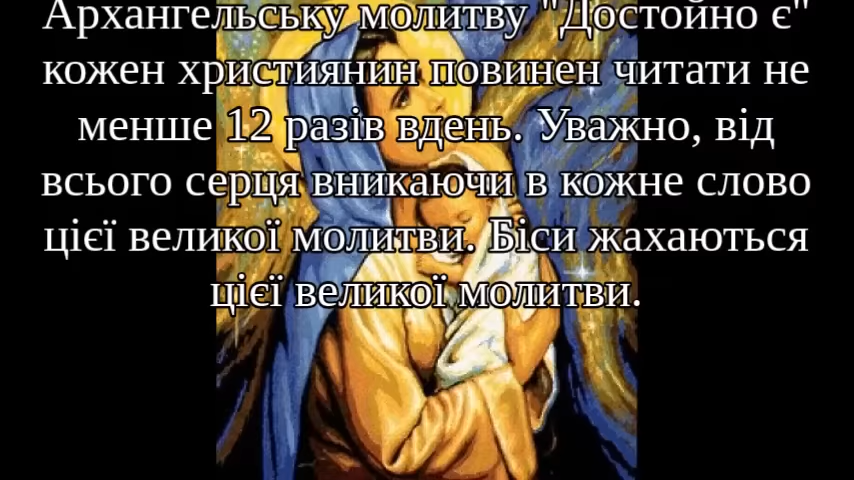 Архангельську молитву "Достойно є"
кожен християнин повинен читати не
менше 12 разів вдень. Уважно, від
всього серця вникаючи в кожне слово
цієї великої молитви. Біси жахаються
цієї великої молитви.